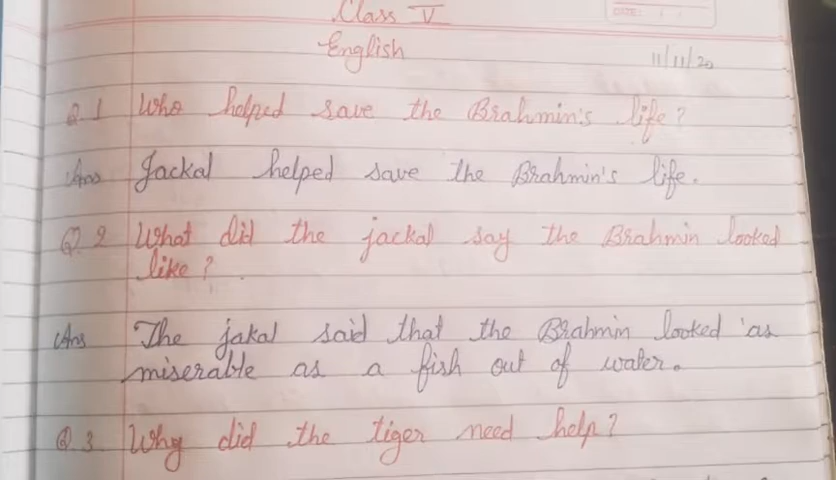 Class V
DATE:
English
11/11/20
Q.1 Who helped save the Brahmin's life?
Ans Jackal helped save the Brahmin's life.
Q.2 What did the jackal say the Brahmin looked
like?
Ans The jakal said that the Brahmin looked 'as
miserable as a fish out of water.
Q.3 Why did the tiger need help?